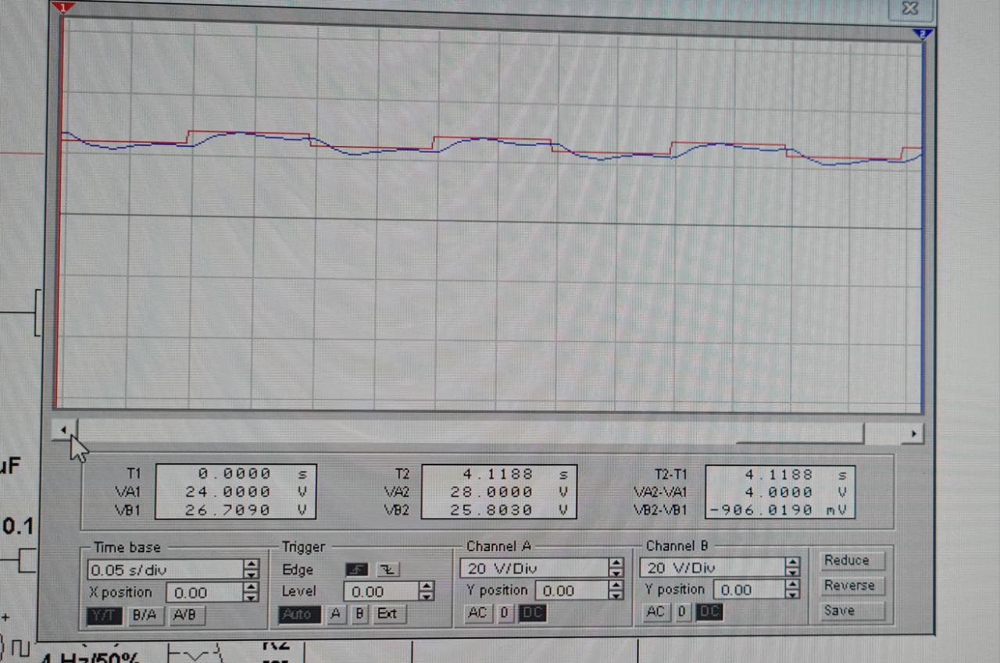 1
2
µF
0.1
T1 0.0000 s T2 4.1188 s T2-T1 4.1188 s
VA1 24.0000 V VA2 28.0000 V VA2-VA1 4.0000 V
VB1 26.7090 V VB2 25.8030 V VB2-VB1 -906.0190 mV
Time base Trigger Channel A Channel B
0.05 s/div Edge 20 V/Div 20 V/Div Reduce
X position 0.00 Level 0.00 Y position 0.00 Y position 0.00 Reverse
Y/T B/A A/B Auto A B Ext AC 0 DC AC 0 DC Save
+
4 Hz/50%